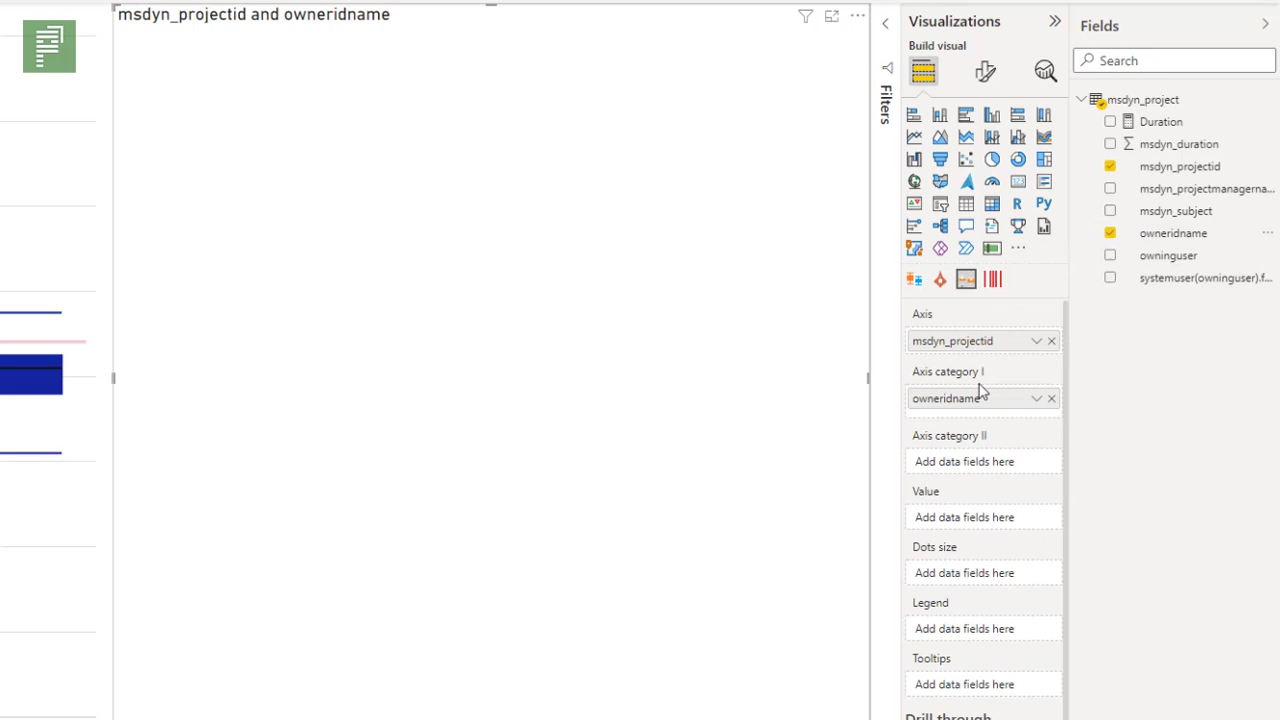 msdyn_projectid and owneridname
Filters
Visualizations
Build visual
R
Py
Axis
msdyn_projectid
Axis category I
owneridname
Axis category II
Add data fields here
Value
Add data fields here
Dots size
Add data fields here
Legend
Add data fields here
Tooltips
Add data fields here
Drill through
Fields
Search
msdyn_project
Duration
msdyn_duration
msdyn_projectid
msdyn_projectmanagerna...
msdyn_subject
owneridname
owninguser
systemuser(owninguser).f...